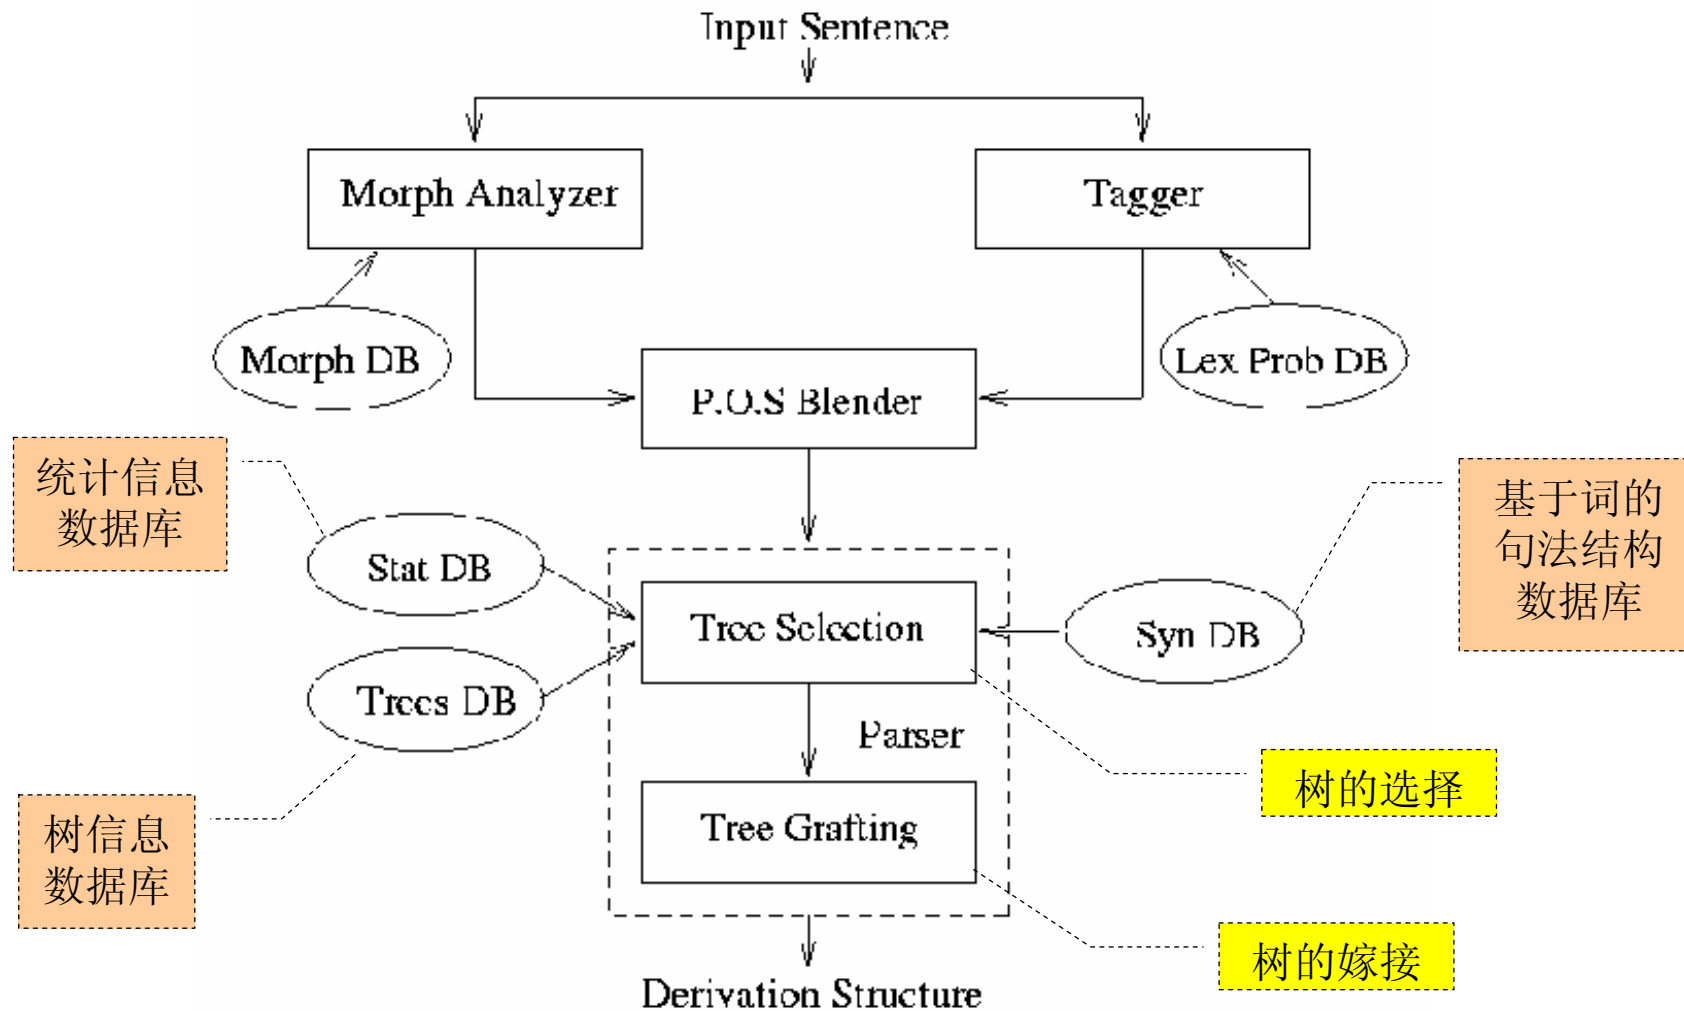 Input Sentence
Morph Analyzer
Tagger
Morph DB
Lex Prob DB
P.O.S Blender
统计信息
数据库
基于词的
句法结构
数据库
Stat DB
Tree Selection
Syn DB
Trees DB
Parser
树的选择
树信息
数据库
Tree Grafting
树的嫁接
Derivation Structure